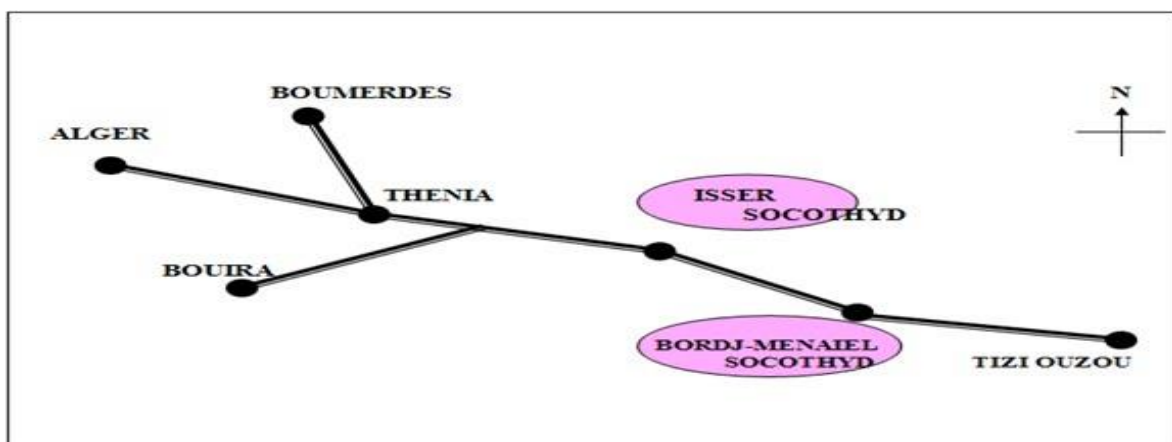 BOUMERDES
N
ALGER
THENIA
ISSER
SOCOTHYD
BOUIRA
BORDJ-MENAIEL
SOCOTHYD
TIZI OUZOU